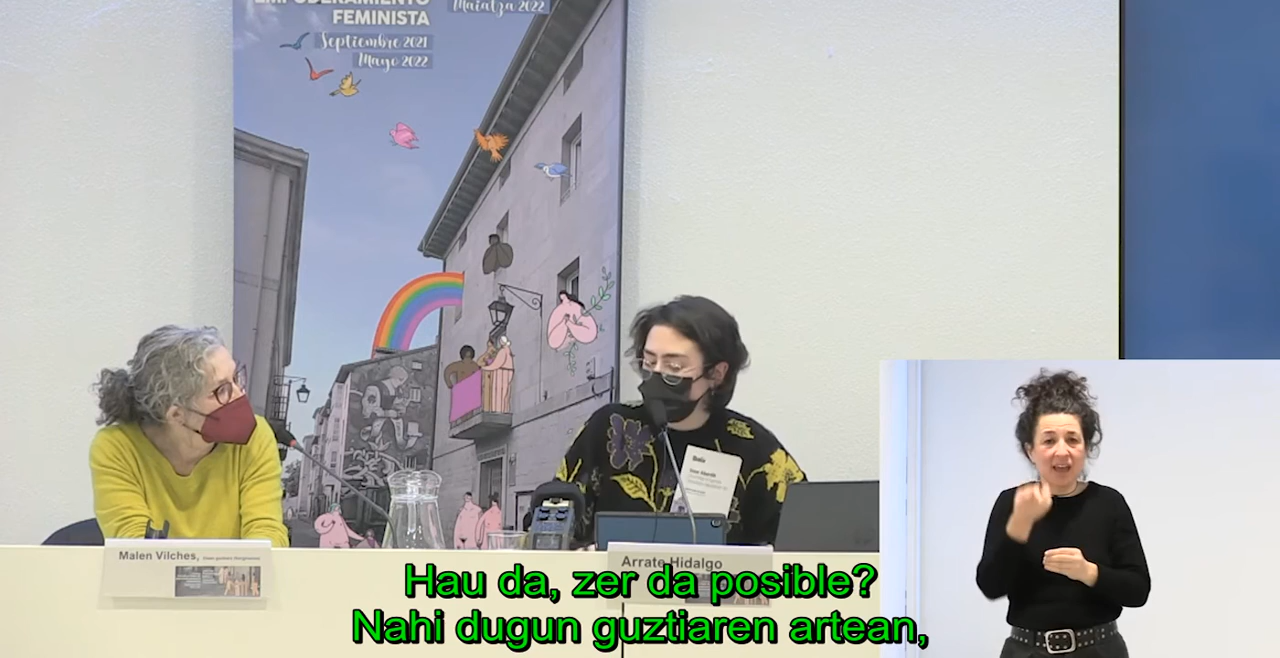 EMPODERAMIENTO
FEMINISTA
Septiembre 2021
Mayo 2022
Maiatza 2022
Malen Vilches,
Arrate Hidalgo
Hau da, zer da posible?
Nahi dugun guztiaren artean,